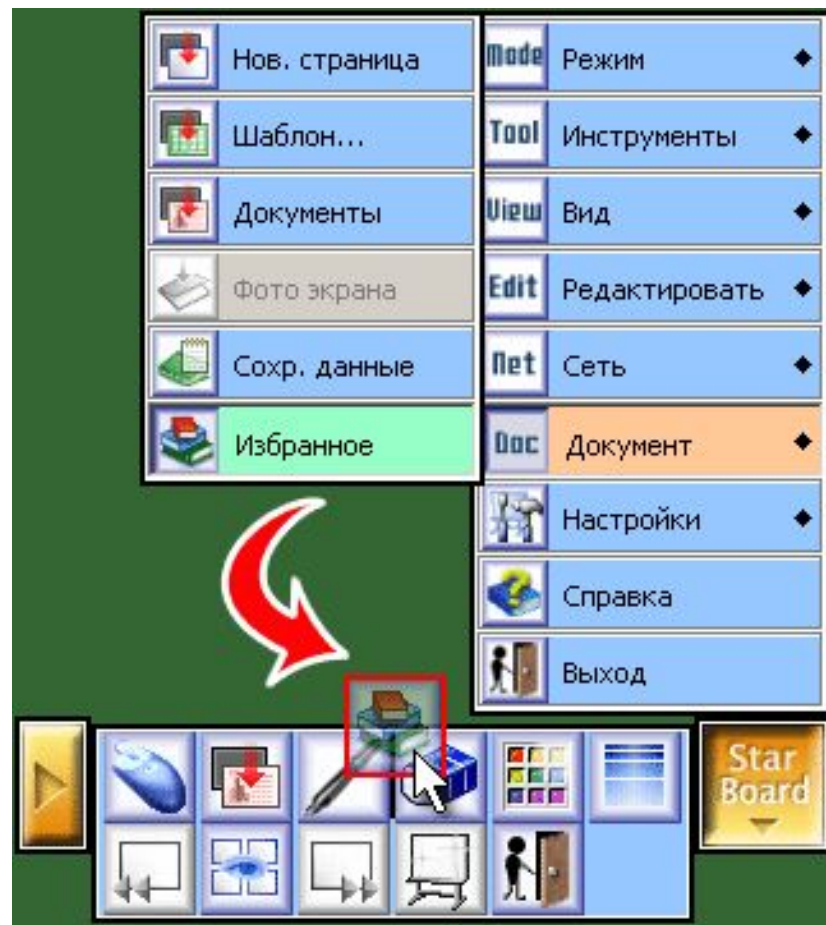 Нов. страница
Шаблон...
Документы
Фото экрана
Сохр. данные
Избранное
Mode Режим
Tool Инструменты
View Вид
Edit Редактировать
Net Сеть
Doc Документ
Настройки
Справка
Выход
Star
Board